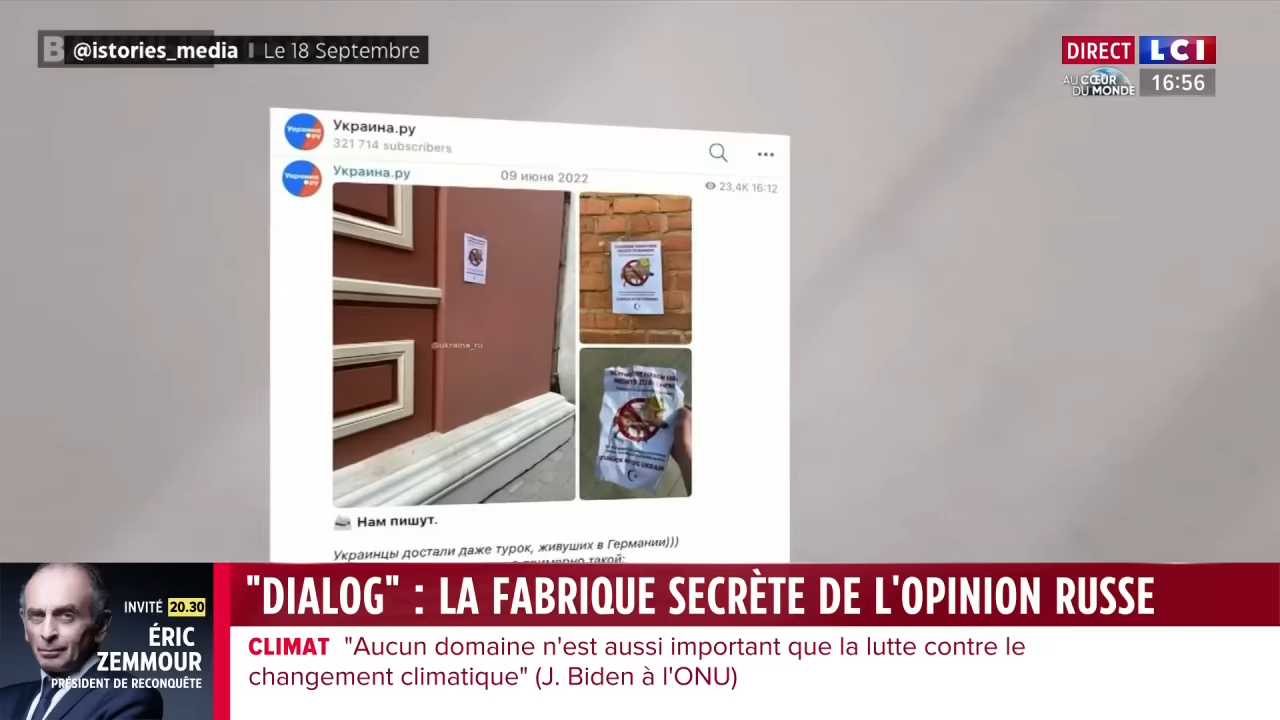 @istories_media | Le 18 Septembre
DIRECT LCI
AU CŒUR
DU MONDE
16:56
Украина.ру
321 714 subscribers
Украина.ру
09 июня 2022
23,4K 16:12
@ukraina_ru
Нам пишут.
Украинцы достали даже турок, живущих в Германии)))
примерно такой:
INVITÉ 20.30
ÉRIC
ZEMMOUR
PRÉSIDENT DE RECONQUÊTE
"DIALOG" : LA FABRIQUE SECRÈTE DE L'OPINION RUSSE
CLIMAT "Aucun domaine n'est aussi important que la lutte contre le
changement climatique" (J. Biden à l'ONU)